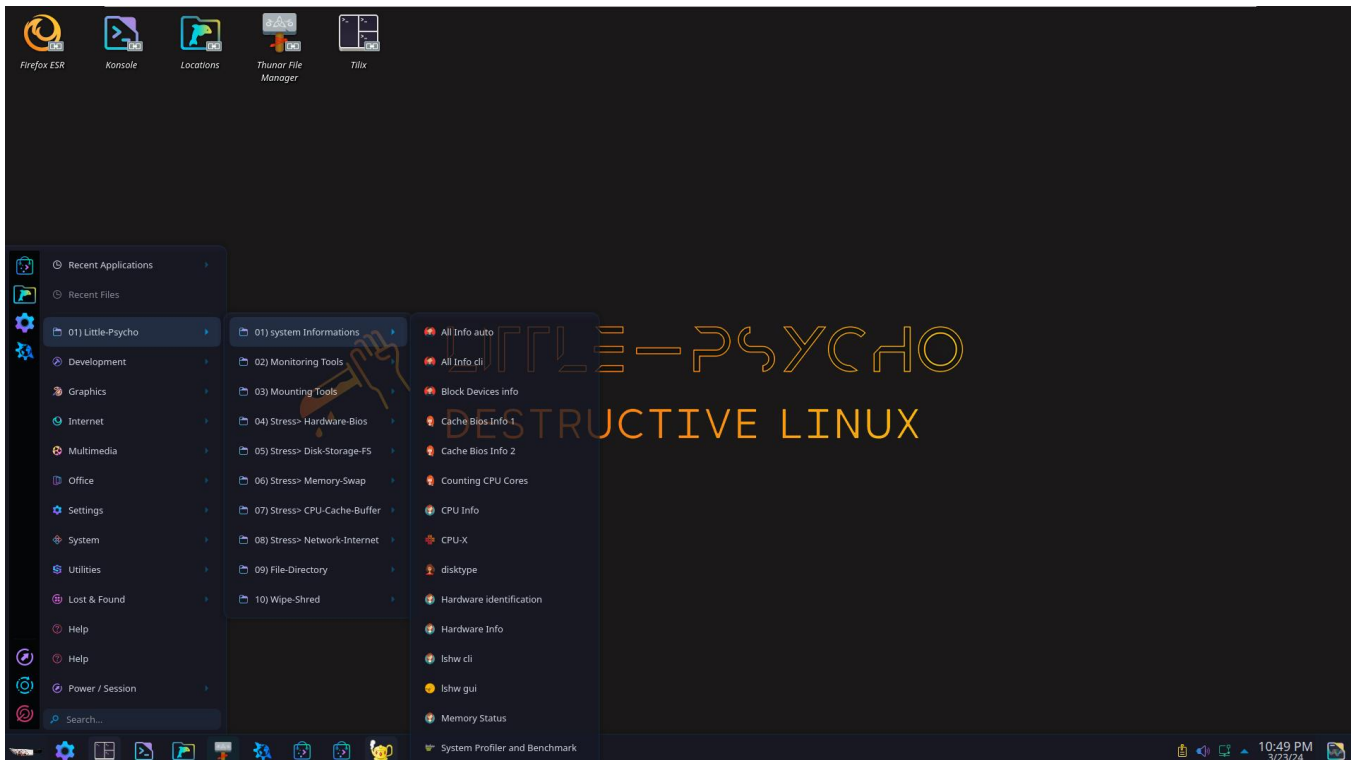 Firefox ESR
Konsole
Locations
Thunar File
Manager
Tilix
Recent Applications
Recent Files
01) Little-Psycho
Development
Graphics
Internet
Multimedia
Office
Settings
System
Utilities
Lost & Found
Help
Help
Power / Session
Search...
01) system Informations
02) Monitoring Tools
03) Mounting Tools
04) Stress> Hardware-Bios
05) Stress> Disk-Storage-FS
06) Stress> Memory-Swap
07) Stress> CPU-Cache-Buffer
08) Stress> Network-Internet
09) File-Directory
10) Wipe-Shred
All Info auto
All Info cli
Block Devices info
Cache Bios Info 1
Cache Bios Info 2
Counting CPU Cores
CPU Info
CPU-X
disktype
Hardware identification
Hardware Info
lshw cli
lshw gui
Memory Status
System Profiler and Benchmark
LITTLE-PSYCHO
DESTRUCTIVE LINUX
10:49 PM
3/23/24